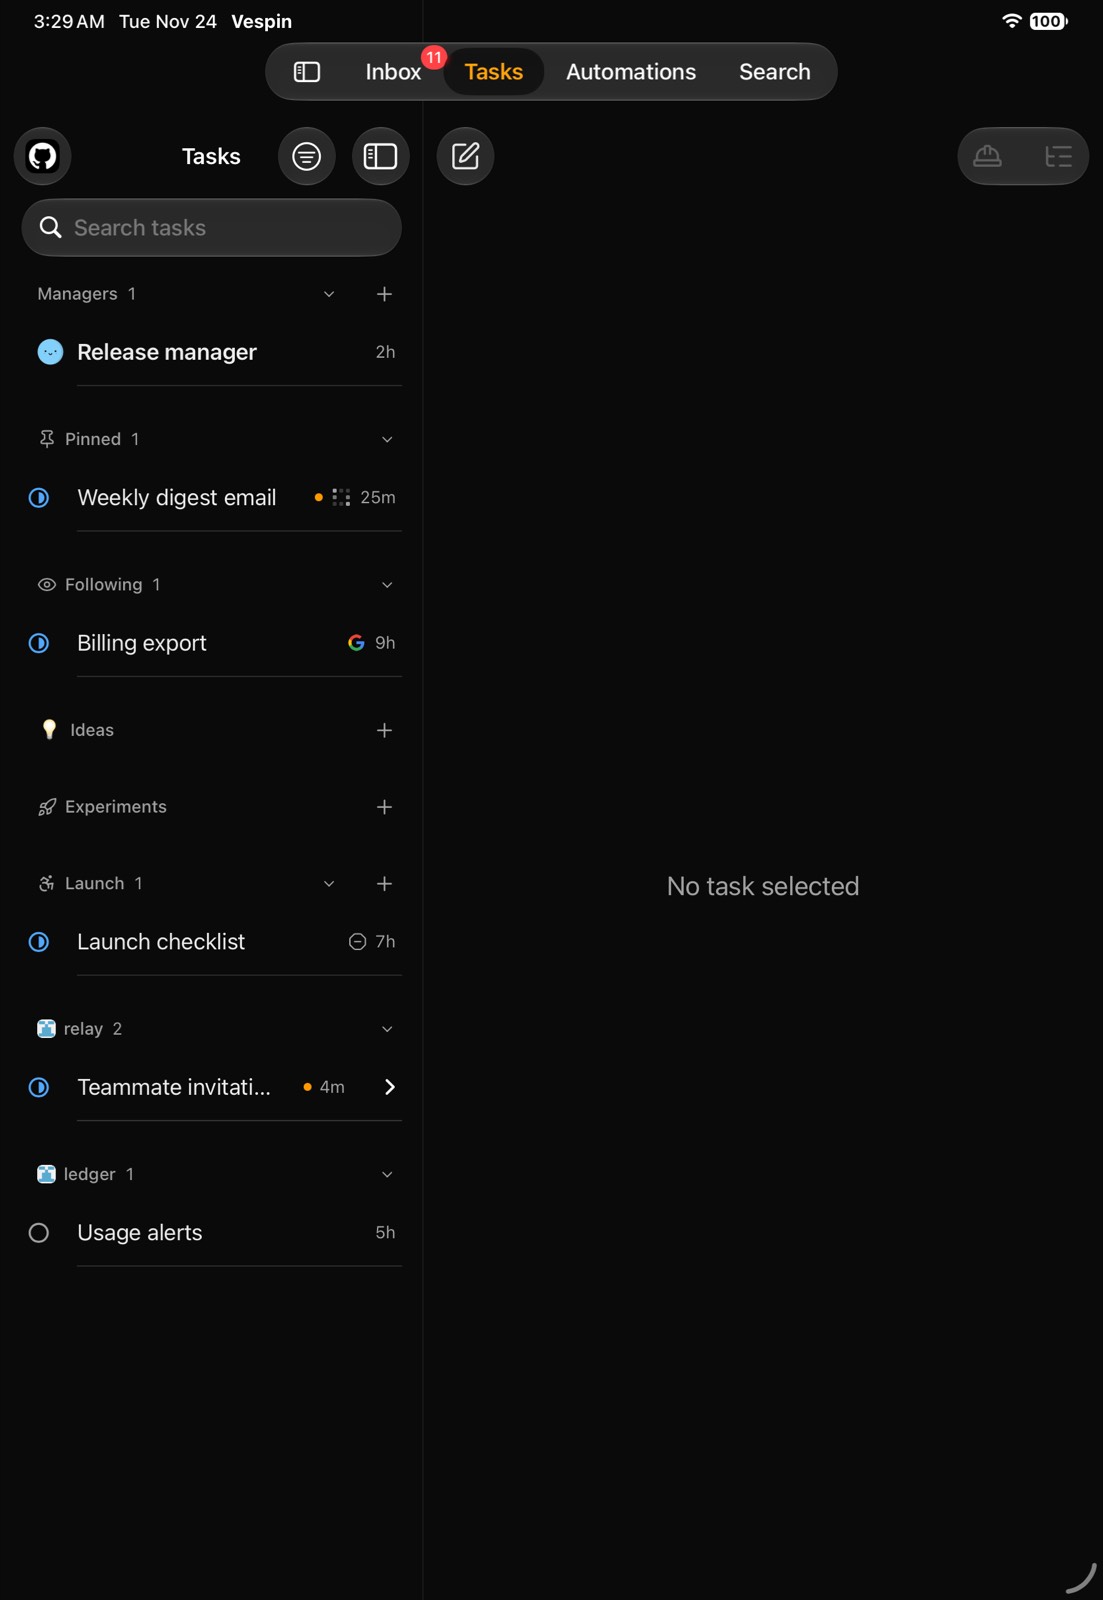 3:29 AM Tue Nov 24 Vespin
100
Inbox 11 Tasks Automations Search
Tasks
Search tasks
Managers 1
Release manager 2h
Pinned 1
Weekly digest email 25m
Following 1
Billing export 9h
Ideas
Experiments
Launch 1
Launch checklist 7h
relay 2
Teammate invitati... 4m
ledger 1
Usage alerts 5h
No task selected